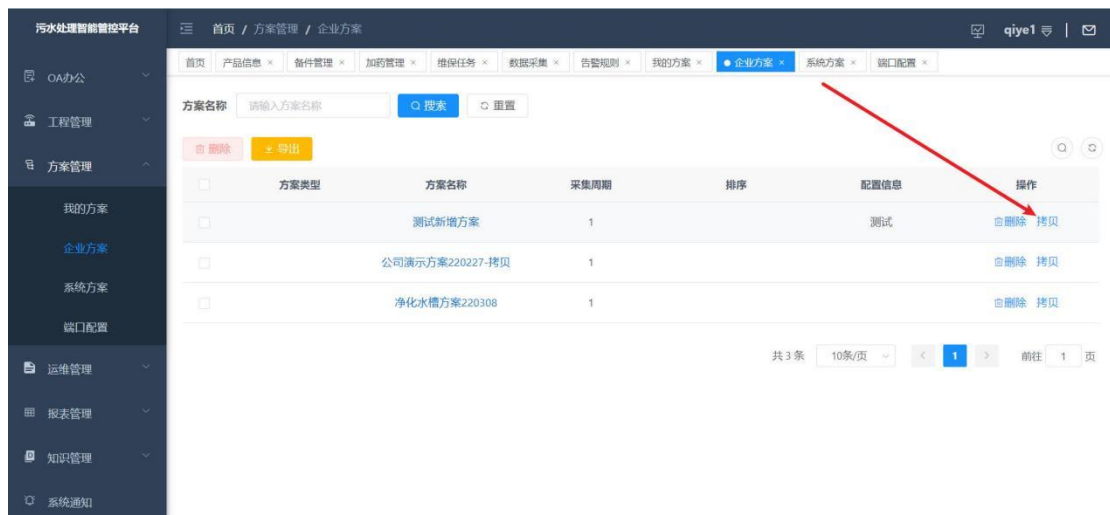 污水处理智能管控平台
首页 / 方案管理 / 企业方案
qiye1
首页 产品信息 × 备件管理 × 加药管理 × 维保任务 × 数据采集 × 告警规则 × 我的方案 × ● 企业方案 × 系统方案 × 端口配置 ×
OA办公
工程管理
方案管理
我的方案
企业方案
系统方案
端口配置
运维管理
报表管理
知识管理
系统通知
方案名称 请输入方案名称 搜索 重置
删除 导出
方案类型 方案名称 采集周期 排序 配置信息 操作
测试新增方案 1 测试 删除 拷贝
公司演示方案220227-拷贝 1 删除 拷贝
净化水槽方案220308 1 删除 拷贝
共 3 条 10条/页 < 1 > 前往 1 页